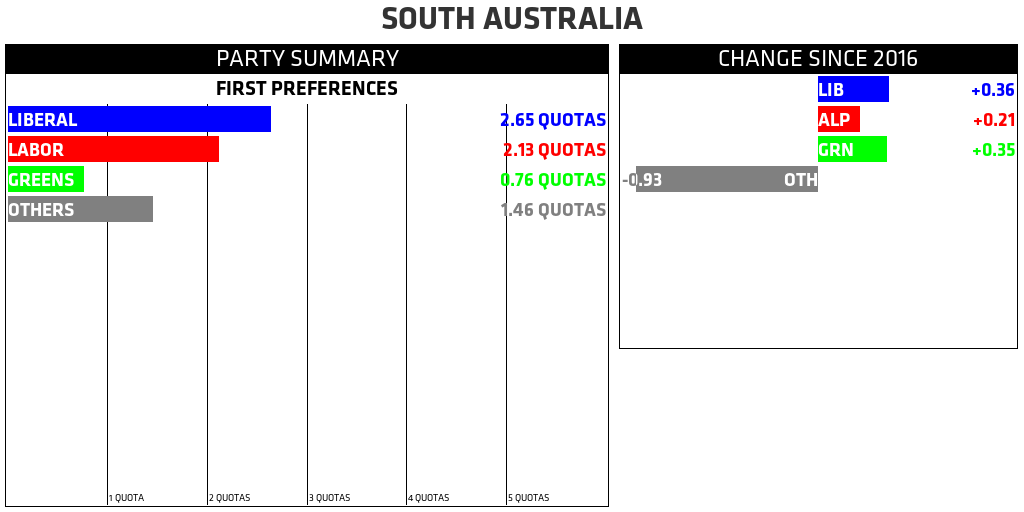 SOUTH AUSTRALIA
PARTY SUMMARY
FIRST PREFERENCES
LIBERAL 2.65 QUOTAS
LABOR 2.13 QUOTAS
GREENS 0.76 QUOTAS
OTHERS 1.46 QUOTAS
1 QUOTA 2 QUOTAS 3 QUOTAS 4 QUOTAS 5 QUOTAS
CHANGE SINCE 2016
LIB +0.36
ALP +0.21
GRN +0.35
-0.93 OTH